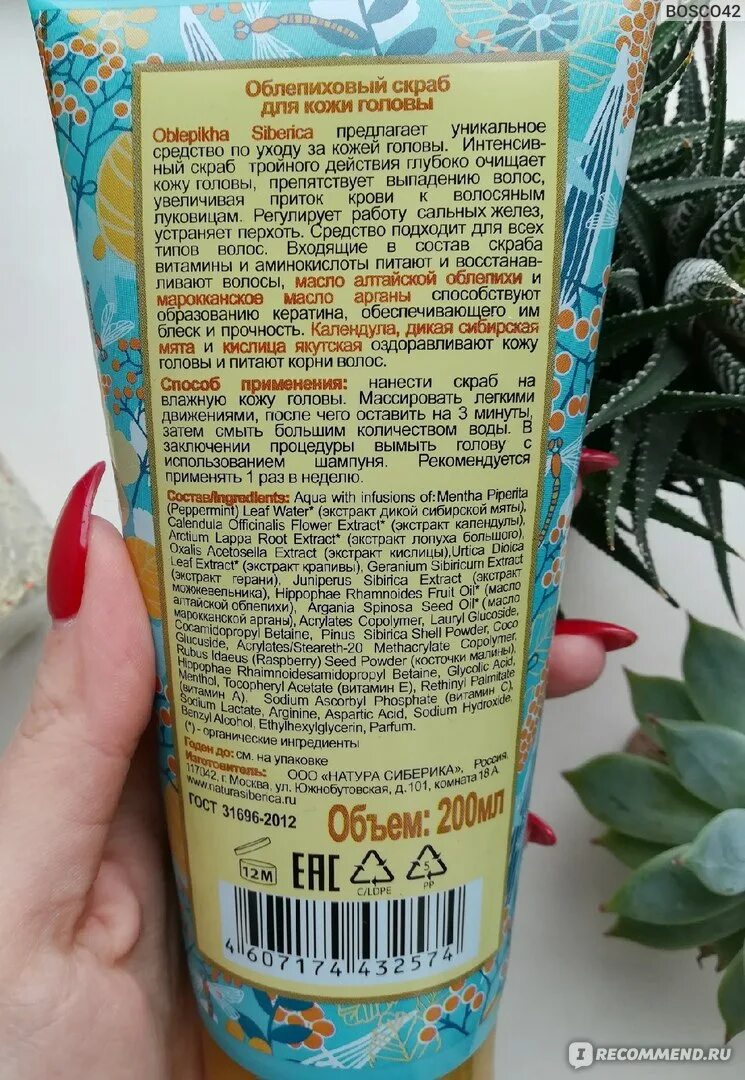 BOSCO42
Облепиховый скраб
для кожи головы
Oblepikha Siberica предлагает уникальное
средство по уходу за кожей головы. Интенсив-
ный скраб тройного действия глубоко очищает
кожу головы, препятствует выпадению волос,
увеличивая приток крови к волосяным
луковицам. Регулирует работу сальных желез,
устраняет перхоть. Средство подходит для всех
типов волос. Входящие в состав скраба
витамины и аминокислоты питают и восстанав-
ливают волосы, масло алтайской облепихи и
марокканское масло арганы способствуют
образованию кератина, обеспечивающего им
блеск и прочность. Календула, дикая сибирская
мята и кислица якутская оздоравливают кожу
головы и питают корни волос.
Способ применения: нанести скраб на
влажную кожу головы. Массировать легкими
движениями, после чего оставить на 3 минуты,
затем смыть большим количеством воды. В
заключении процедуры вымыть голову с
использованием шампуня. Рекомендуется
применять 1 раз в неделю.
Состав/Ingredients: Aqua with infusions of: Mentha Piperita
(Peppermint) Leaf Water* (экстракт дикой сибирской мяты),
Calendula Officinalis Flower Extract* (экстракт календулы),
Arctium Lappa Root Extract* (экстракт лопуха большого),
Oxalis Acetosella Extract (экстракт кислицы),Urtica Dioica
Leaf Extract* (экстракт крапивы), Geranium Sibiricum Extract
(экстракт герани), Juniperus Sibirica Extract (экстракт
можжевельника), Hippophae Rhamnoides Fruit Oil* (масло
алтайской облепихи), Argania Spinosa Seed Oil* (масло
марокканской арганы), Acrylates Copolymer, Lauryl Glucoside,
Cocamidopropyl Betaine, Pinus Sibirica Shell Powder, Coco
Glucuside, Acrylates/Steareth-20 Methacrylate Copolymer,
Rubus Idaeus (Raspberry) Seed Powder (косточки малины),
Hippophae Rhaimnoidesamidopropyl Betaine, Glycolic Acid,
Menthol, Tocopheryl Acetate (витамин Е), Rethinyl Palmitate
(витамин А), Sodium Ascorbyl Phosphate (витамин С),
Sodium Lactate, Arginine, Aspartic Acid, Sodium Hydroxide,
Benzyl Alcohol, Ethylhexylglycerin, Parfum.
(*) - органические ингредиенты
Годен до: см. на упаковке
Изготовитель: ООО «НАТУРА СИБЕРИКА», Россия,
117042, г. Москва, ул. Южнобутовская, д.101, комната 18 А
www.naturasiberica.ru
ГОСТ 31696-2012
Объем: 200мл
12M EAC C/LDPE 5 PP
4 607174 432574
I RECOMMEND.RU